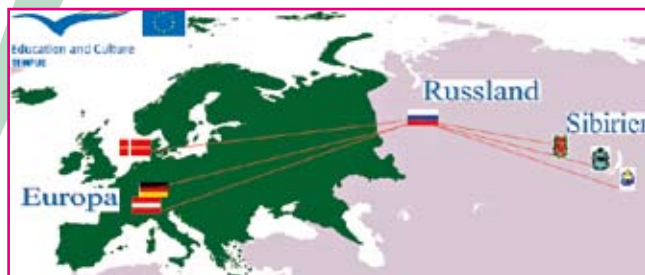 Education and Culture
TEMPUS
Russland
Sibirien
Europa